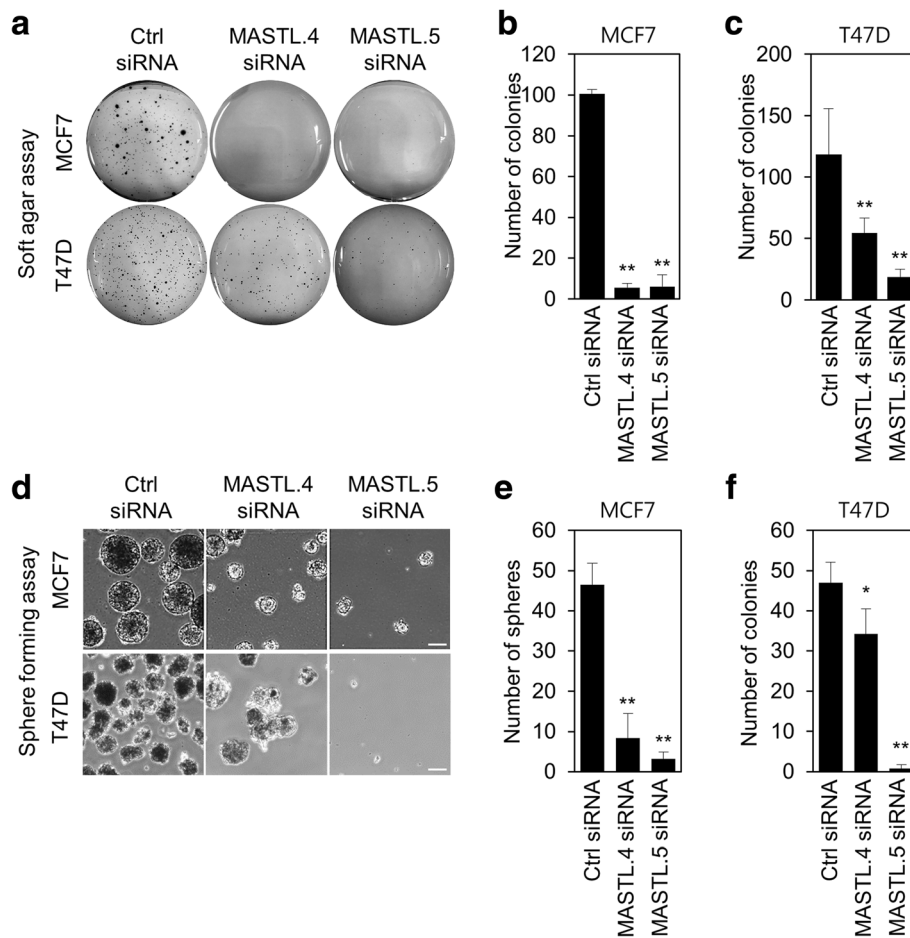 a
Ctrl
siRNA
MASTL.4
siRNA
MASTL.5
siRNA
Soft agar assay
MCF7
T47D
b
MCF7
Number of colonies
120
100
80
60
40
20
0
**
**
Ctrl siRNA
MASTL.4 siRNA
MASTL.5 siRNA
c
T47D
Number of colonies
200
150
100
50
0
**
**
Ctrl siRNA
MASTL.4 siRNA
MASTL.5 siRNA
d
Ctrl
siRNA
MASTL.4
siRNA
MASTL.5
siRNA
Sphere forming assay
MCF7
T47D
e
MCF7
Number of spheres
60
50
40
30
20
10
0
**
**
Ctrl siRNA
MASTL.4 siRNA
MASTL.5 siRNA
f
T47D
Number of colonies
60
50
40
30
20
10
0
*
**
Ctrl siRNA
MASTL.4 siRNA
MASTL.5 siRNA